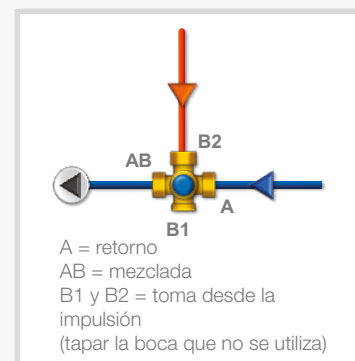 B2
AB
A
B1
A = retorno
AB = mezclada
B1 y B2 = toma desde la
impulsión
(tapar la boca que no se utiliza)